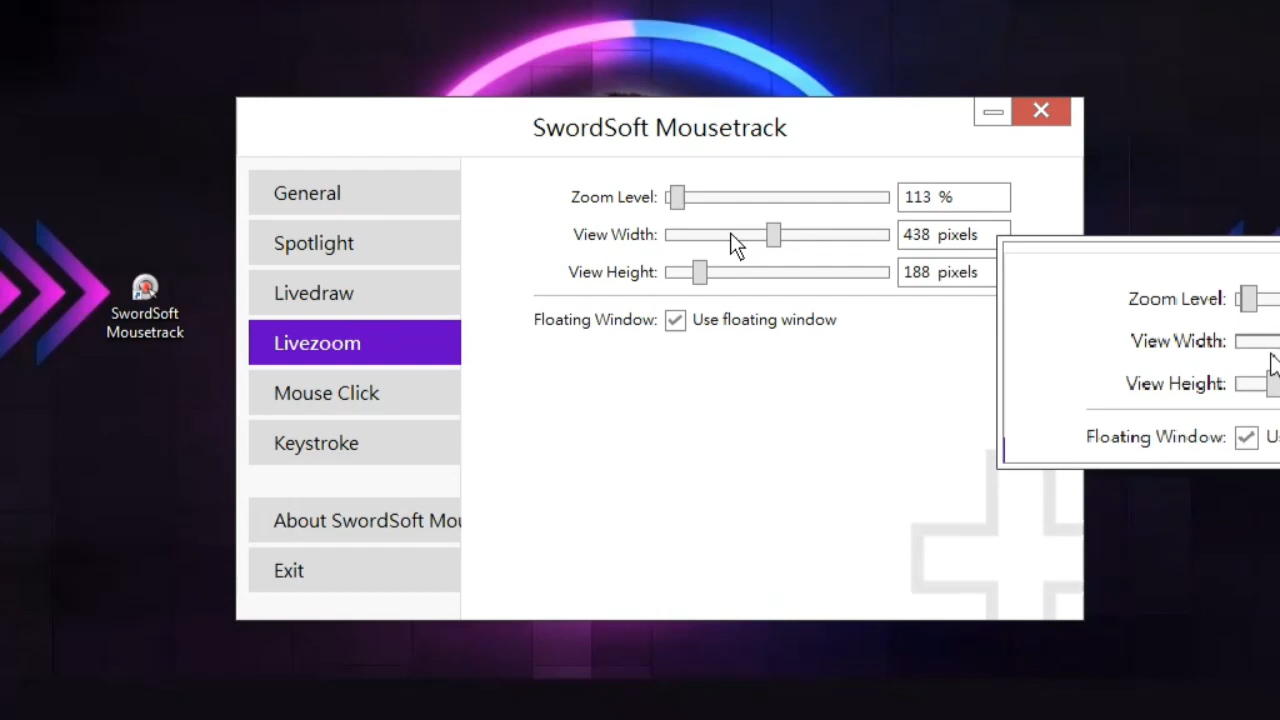 SwordSoft Mousetrack
General
Spotlight
Livedraw
Livezoom
Mouse Click
Keystroke
About SwordSoft Mou
Exit
Zoom Level: 113 %
View Width: 438 pixels
View Height: 188 pixels
Floating Window: Use floating window
Zoom Level:
View Width:
View Height:
Floating Window: Us
SwordSoft
Mousetrack